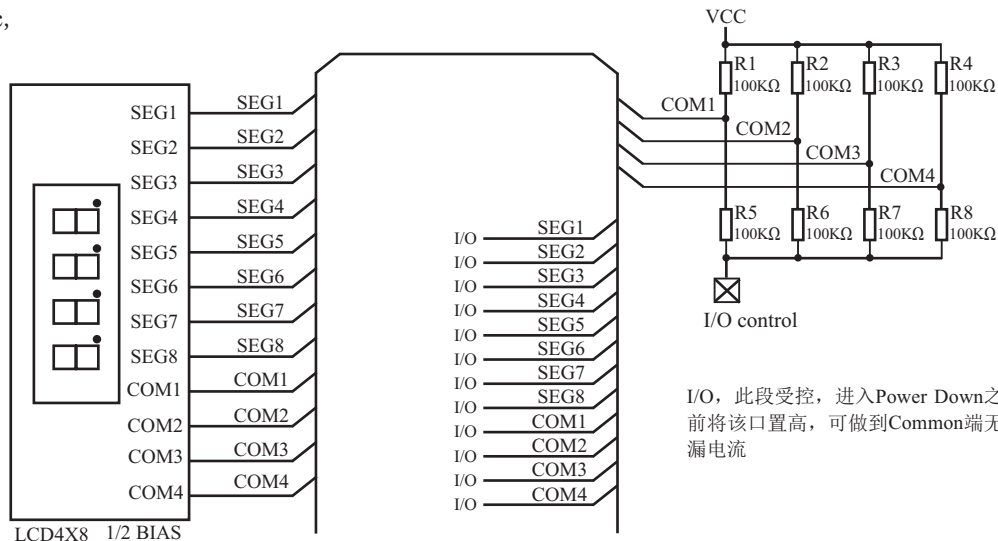 c,
SEG1
SEG2
SEG3
SEG4
SEG5
SEG6
SEG7
SEG8
COM1
COM2
COM3
COM4
LCD4X8 1/2 BIAS
SEG1
SEG2
SEG3
SEG4
SEG5
SEG6
SEG7
SEG8
COM1
COM2
COM3
COM4
I/O SEG1
I/O SEG2
I/O SEG3
I/O SEG4
I/O SEG5
I/O SEG6
I/O SEG7
I/O SEG8
I/O COM1
I/O COM2
I/O COM3
I/O COM4
VCC
R1
100KΩ
R2
100KΩ
R3
100KΩ
R4
100KΩ
COM1
COM2
COM3
COM4
R5
100KΩ
R6
100KΩ
R7
100KΩ
R8
100KΩ
I/O control
I/O，此段受控，进入Power Down之
前将该口置高，可做到Common端无
漏电流